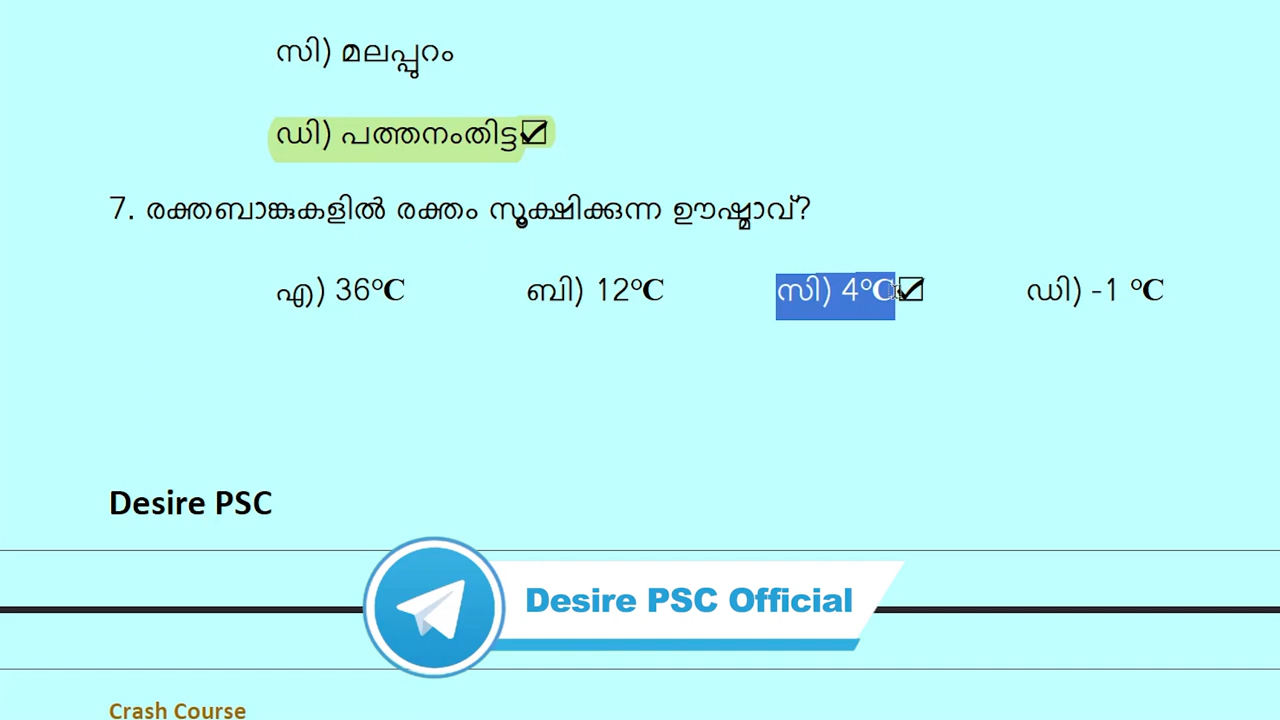 സി) മലപ്പുറം
ഡി) പത്തനംതിട്ട☑
7. രക്തബാങ്കുകളിൽ രക്തം സൂക്ഷിക്കുന്ന ഊഷ്മാവ്?
എ) 36°C ബി) 12°C സി) 4°C☑ ഡി) -1 °C
Desire PSC
Desire PSC Official
Crash Course